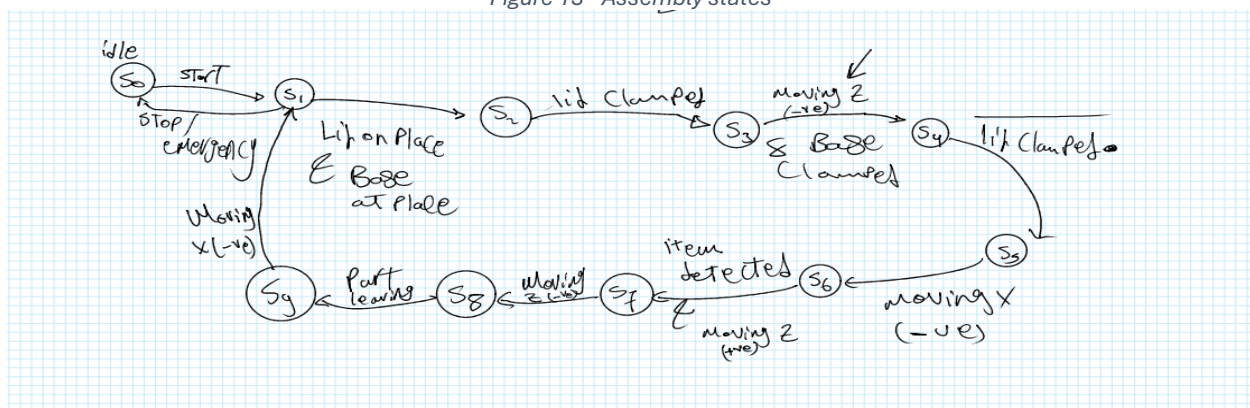 Figure 13 - Assembly states
idle
S0
START
S1
STOP/
emergency
Lip on Place
& Base
at Place
S2
lid Clamped
S3
moving Z
(-ve)
& Base
Clamped
S4
lid Clamped
S5
moving X
(-ve)
S6
item
detected
&
moving Z
(+ve)
S7
moving
Z (-ve)
S8
Part
leaving
S9
Moving
X (-ve)